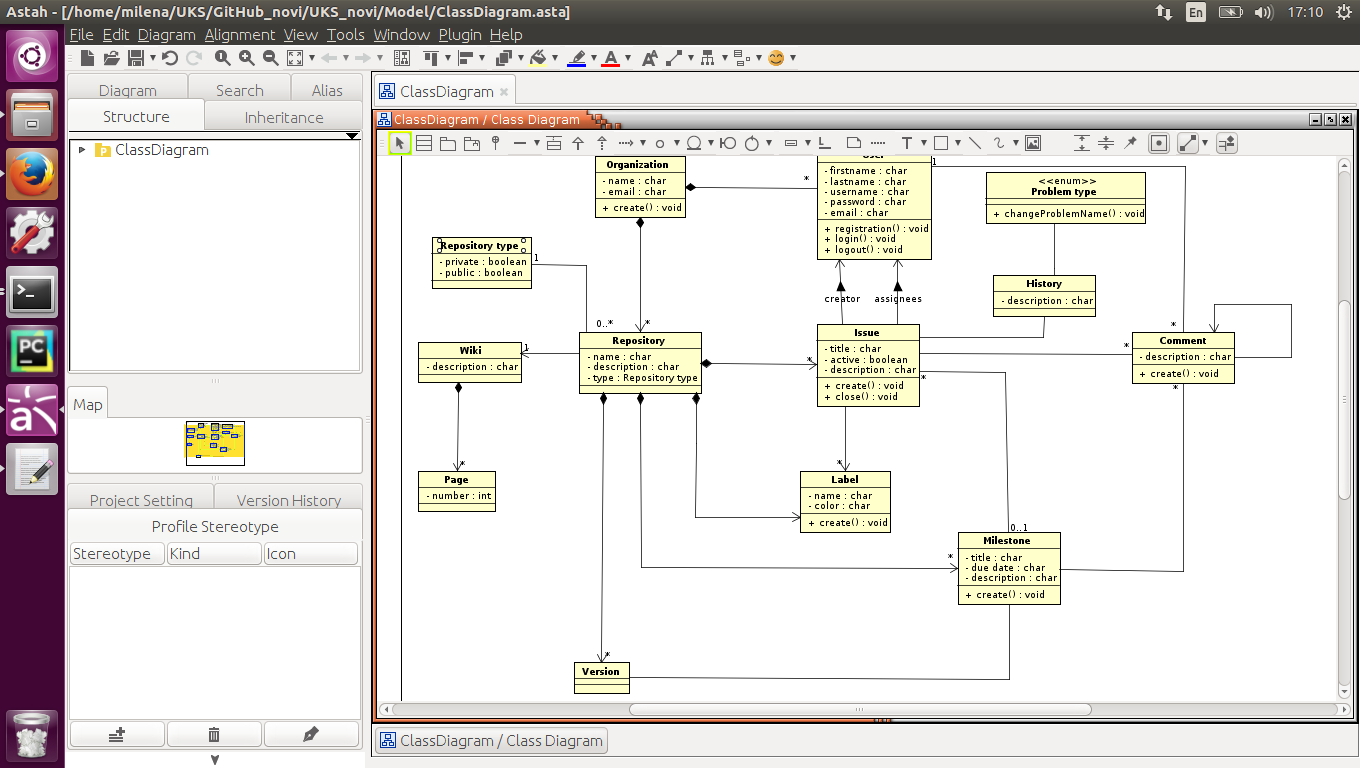 Astah - [/home/milena/UKS/GitHub_novi/UKS_novi/Model/ClassDiagram.asta]
En
17:10
File Edit Diagram Alignment View Tools Window Plugin Help
Diagram
Search
Alias
Structure
Inheritance
ClassDiagram
Map
Project Setting
Version History
Profile Stereotype
Stereotype
Kind
Icon
PC
ClassDiagram
ClassDiagram / Class Diagram
T
Organization
- name : char
- email : char
+ create() : void
*
User
- firstname : char
- lastname : char
- username : char
- password : char
- email : char
+ registration() : void
+ login() : void
+ logout() : void
1
<<enum>>
Problem type
+ changeProblemName() : void
Repository type
- private : boolean
- public : boolean
1
0..*
*
creator
assignees
History
- description : char
Wiki
- description : char
1
Repository
- name : char
- description : char
- type : Repository type
*
Issue
- title : char
- active : boolean
- description : char
+ create() : void
+ close() : void
*
*
*
Comment
- description : char
+ create() : void
*
*
Page
- number : int
*
Label
- name : char
- color : char
+ create() : void
0..1
*
Milestone
- title : char
- due date : char
- description : char
+ create() : void
*
Version
ClassDiagram / Class Diagram